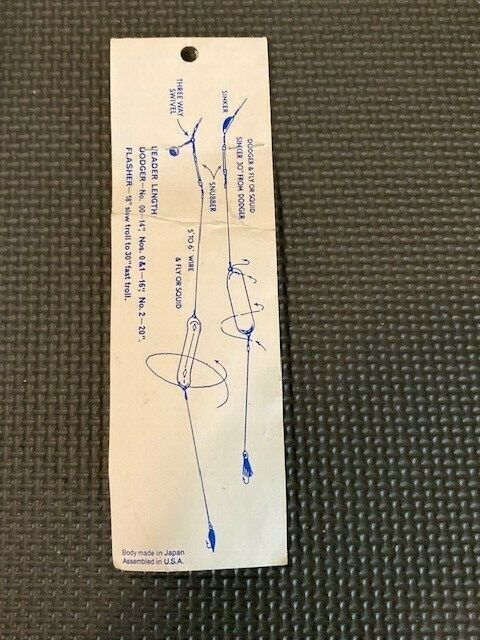 DODGER & FLY OR SQUID
SINKER 30" FROM DODGER
SINKER
THREE WAY
SWIVEL
SNUBBER
5' TO 6' WIRE
& FLY OR SQUID
LEADER LENGTH
DODGER—No. 00—14". Nos. 0 & 1—16". No. 2—20".
FLASHER—18" slow troll to 30" fast troll.
Body made in Japan
Assembled in U.S.A.